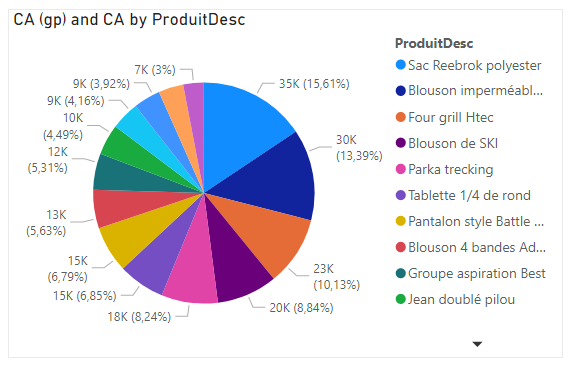 CA (gp) and CA by ProduitDesc
ProduitDesc
Sac Reebrok polyester
Blouson imperméabl...
Four grill Htec
Blouson de SKI
Parka trecking
Tablette 1/4 de rond
Pantalon style Battle ...
Blouson 4 bandes Ad...
Groupe aspiration Best
Jean doublé pilou
35K (15,61%)
30K
(13,39%)
23K
(10,13%)
20K (8,84%)
18K (8,24%)
15K (6,85%)
15K
(6,79%)
13K
(5,63%)
12K
(5,31%)
10K
(4,49%)
9K (4,16%)
9K (3,92%)
7K (3%)